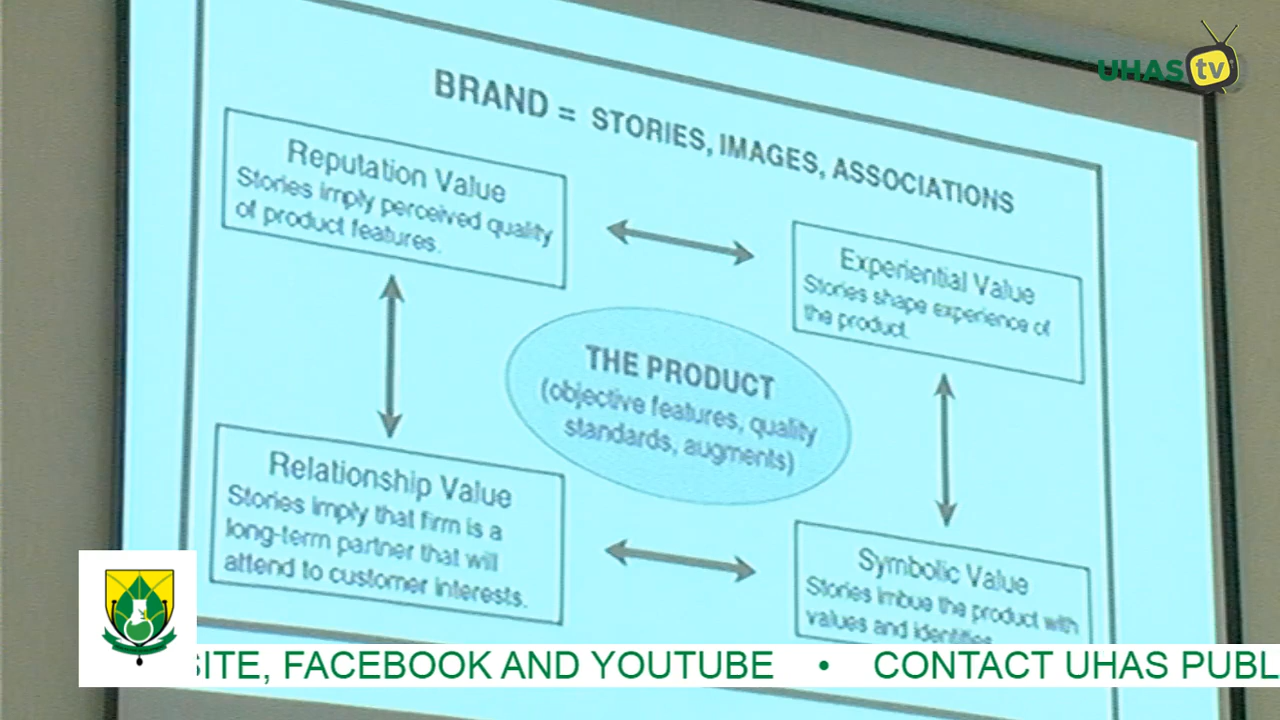 UHAS tv
BRAND = STORIES, IMAGES, ASSOCIATIONS
Reputation Value
Stories imply perceived quality
of product features.
Experiential Value
Stories shape experience of
the product.
THE PRODUCT
(objective features, quality
standards, augments)
Relationship Value
Stories imply that firm is a
long-term partner that will
attend to customer interests.
Symbolic Value
Stories imbue the product with
values and identities
SITE, FACEBOOK AND YOUTUBE • CONTACT UHAS PUBL